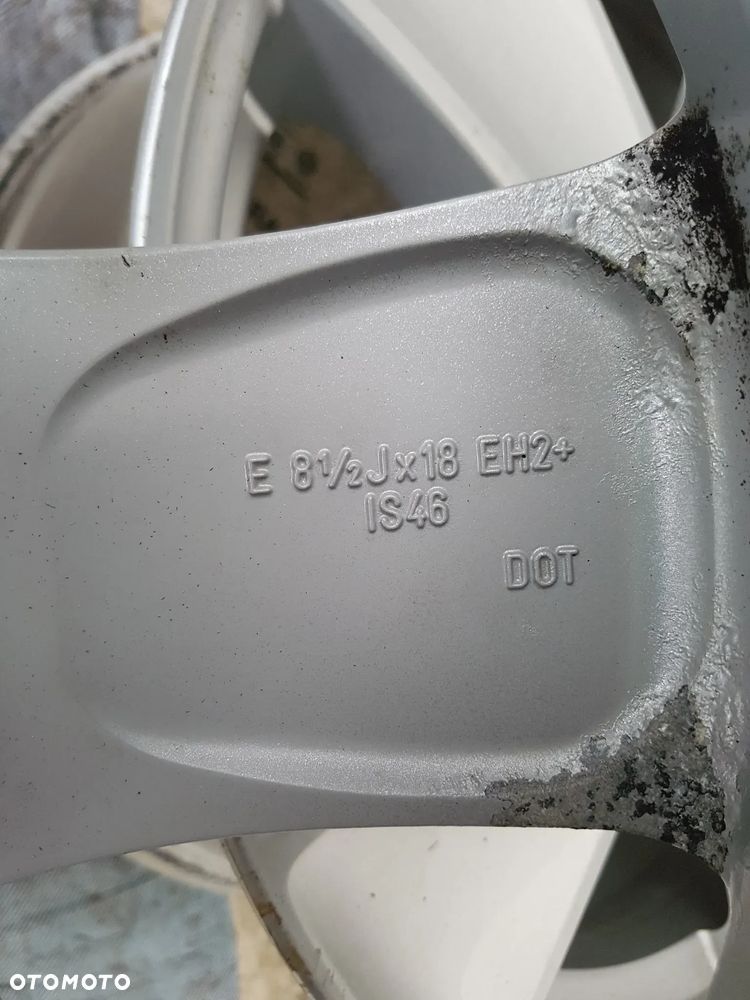 E 8½Jx18 EH2+
IS46
DOT
OTOMOTO